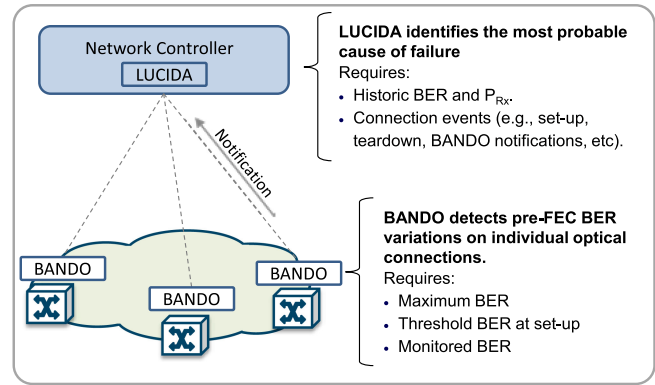 Network Controller
LUCIDA
Notification
BANDO
BANDO
BANDO
LUCIDA identifies the most probable
cause of failure
Requires:
• Historic BER and PRx.
• Connection events (e.g., set-up,
teardown, BANDO notifications, etc).
BANDO detects pre-FEC BER
variations on individual optical
connections.
Requires:
• Maximum BER
• Threshold BER at set-up
• Monitored BER